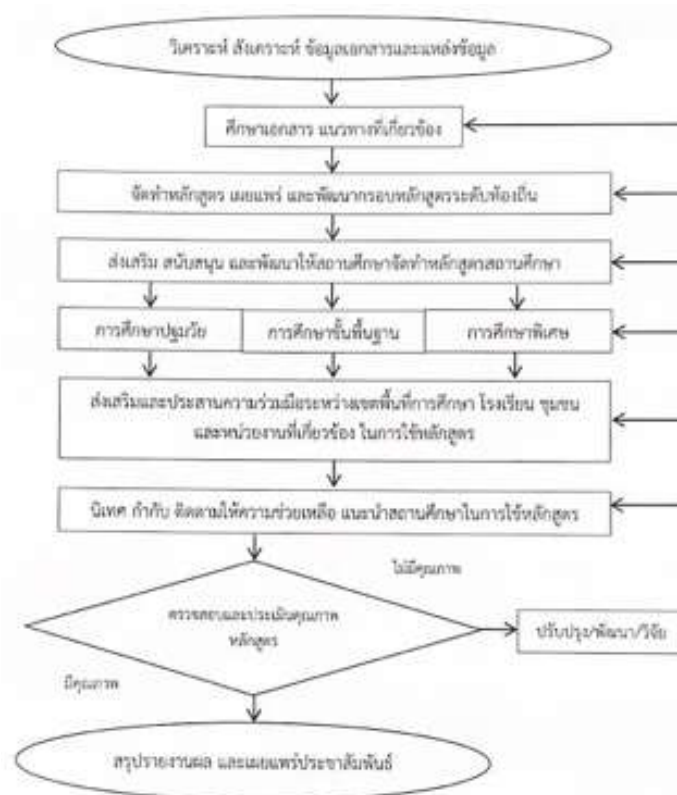 วิเคราะห์ สังเคราะห์ ข้อมูลเอกสารและแหล่งข้อมูล
ศึกษาเอกสาร แนวทางที่เกี่ยวข้อง
จัดทำหลักสูตร เผยแพร่ และพัฒนากรอบหลักสูตรระดับท้องถิ่น
ส่งเสริม สนับสนุน และพัฒนาให้สถานศึกษาจัดทำหลักสูตรสถานศึกษา
การศึกษาปฐมวัย
การศึกษาขั้นพื้นฐาน
การศึกษาพิเศษ
ส่งเสริมและประสานความร่วมมือระหว่างเขตพื้นที่การศึกษา โรงเรียน ชุมชน
และหน่วยงานที่เกี่ยวข้อง ในการใช้หลักสูตร
นิเทศ กำกับ ติดตามให้ความช่วยเหลือ แนะนำสถานศึกษาในการใช้หลักสูตร
ไม่มีคุณภาพ
ตรวจสอบและประเมินคุณภาพ
หลักสูตร
ปรับปรุง/พัฒนา/วิจัย
มีคุณภาพ
สรุปรายงานผล และเผยแพร่ประชาสัมพันธ์